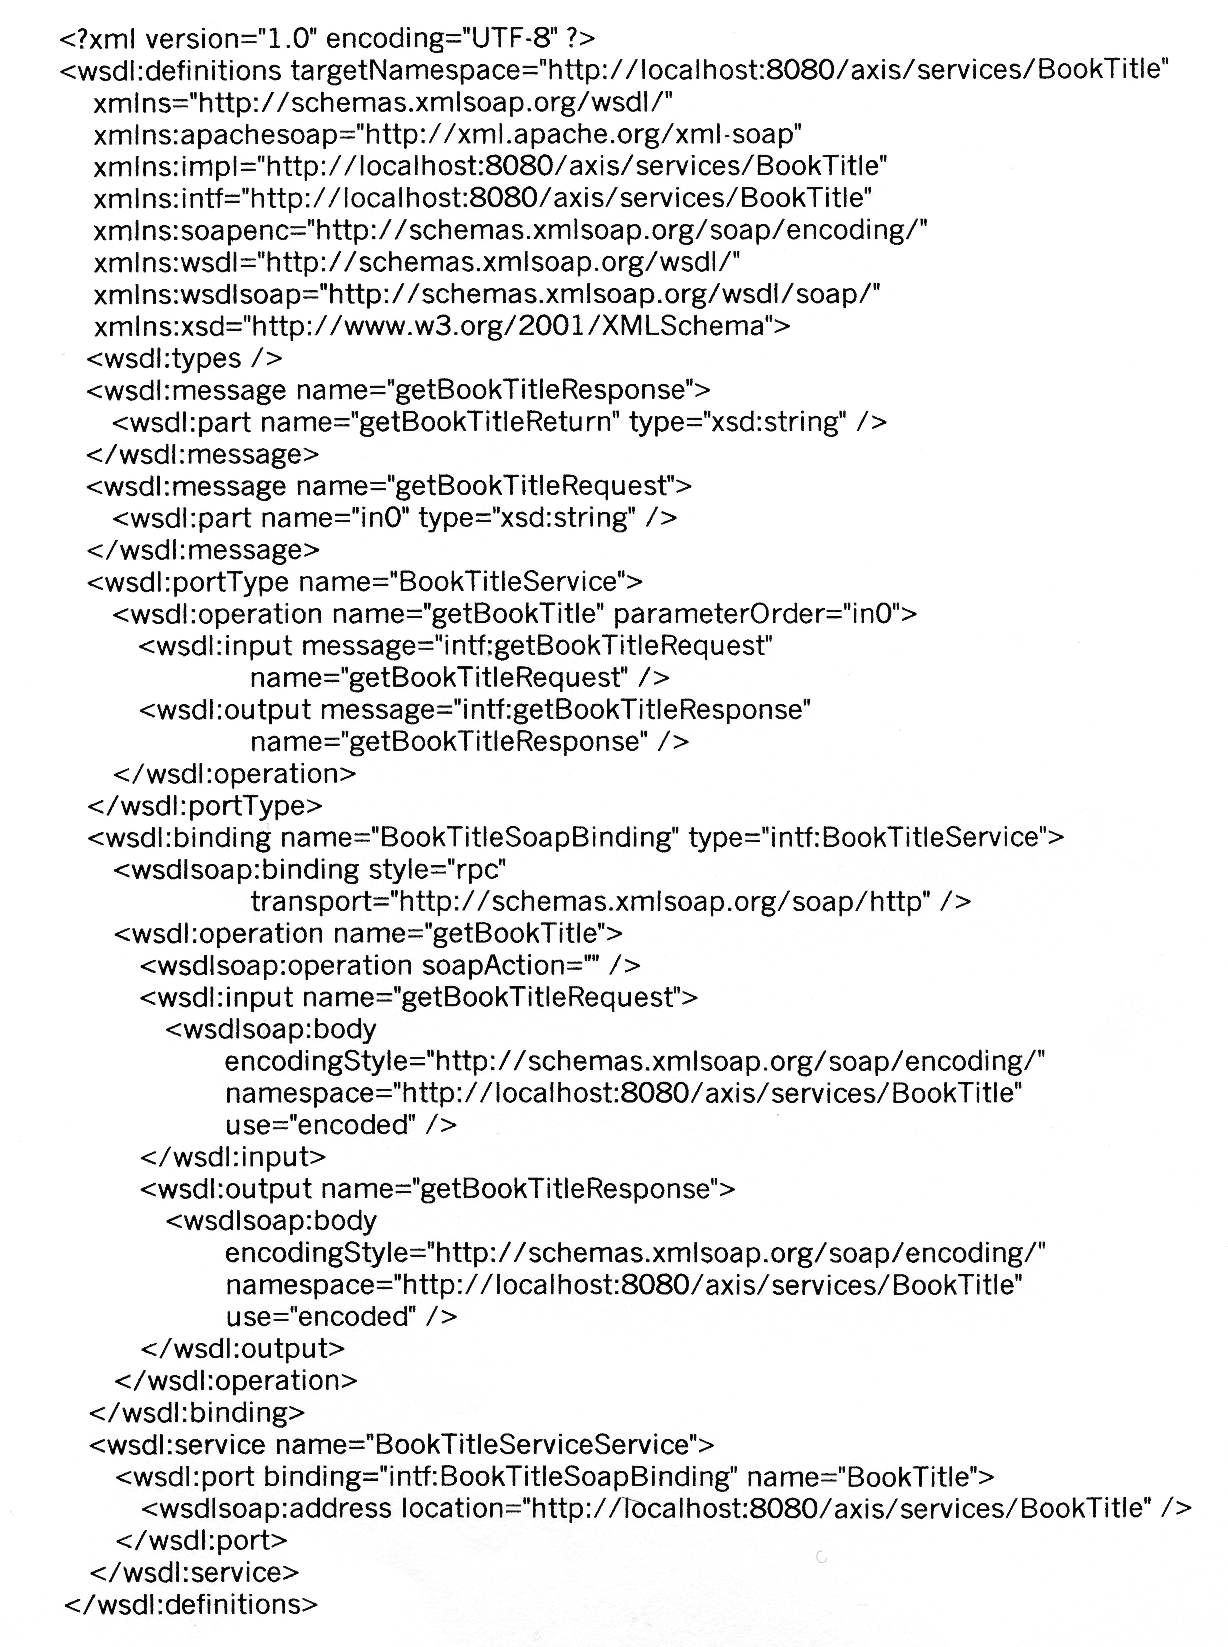 <?xml version="1.0" encoding="UTF-8" ?>
<wsdl:definitions targetNamespace="http://localhost:8080/axis/services/BookTitle"
xmlns="http://schemas.xmlsoap.org/wsdl/"
xmlns:apachesoap="http://xml.apache.org/xml-soap"
xmlns:impl="http://localhost:8080/axis/services/BookTitle"
xmlns:intf="http://localhost:8080/axis/services/BookTitle"
xmlns:soapenc="http://schemas.xmlsoap.org/soap/encoding/"
xmlns:wsdl="http://schemas.xmlsoap.org/wsdl/"
xmlns:wsdlsoap="http://schemas.xmlsoap.org/wsdl/soap/"
xmlns:xsd="http://www.w3.org/2001/XMLSchema">
<wsdl:types />
<wsdl:message name="getBookTitleResponse">
<wsdl:part name="getBookTitleReturn" type="xsd:string" />
</wsdl:message>
<wsdl:message name="getBookTitleRequest">
<wsdl:part name="in0" type="xsd:string" />
</wsdl:message>
<wsdl:portType name="BookTitleService">
<wsdl:operation name="getBookTitle" parameterOrder="in0">
<wsdl:input message="intf:getBookTitleRequest"
name="getBookTitleRequest" />
<wsdl:output message="intf:getBookTitleResponse"
name="getBookTitleResponse" />
</wsdl:operation>
</wsdl:portType>
<wsdl:binding name="BookTitleSoapBinding" type="intf:BookTitleService">
<wsdlsoap:binding style="rpc"
transport="http://schemas.xmlsoap.org/soap/http" />
<wsdl:operation name="getBookTitle">
<wsdlsoap:operation soapAction="" />
<wsdl:input name="getBookTitleRequest">
<wsdlsoap:body
encodingStyle="http://schemas.xmlsoap.org/soap/encoding/"
namespace="http://localhost:8080/axis/services/BookTitle"
use="encoded" />
</wsdl:input>
<wsdl:output name="getBookTitleResponse">
<wsdlsoap:body
encodingStyle="http://schemas.xmlsoap.org/soap/encoding/"
namespace="http://localhost:8080/axis/services/BookTitle"
use="encoded" />
</wsdl:output>
</wsdl:operation>
</wsdl:binding>
<wsdl:service name="BookTitleServiceService">
<wsdl:port binding="intf:BookTitleSoapBinding" name="BookTitle">
<wsdlsoap:address location="http://localhost:8080/axis/services/BookTitle" />
</wsdl:port>
</wsdl:service>
</wsdl:definitions>